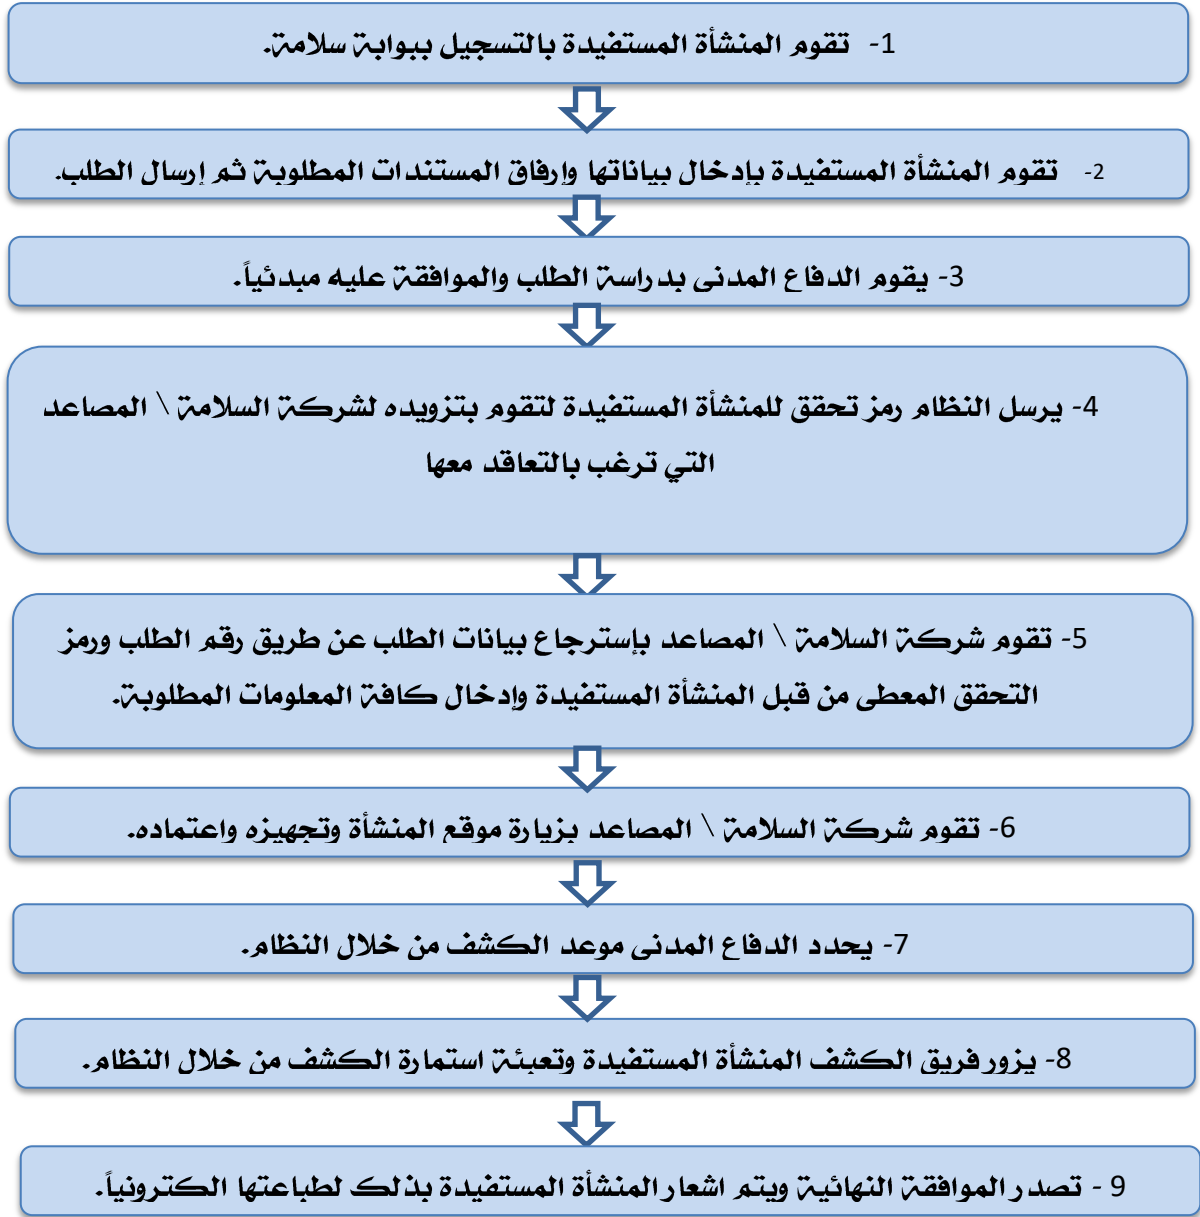 1- تقوم المنشأة المستفيدة بالتسجيل ببوابة سلامة.
2- تقوم المنشأة المستفيدة بإدخال بياناتها وإرفاق المستندات المطلوبة ثم إرسال الطلب.
3- يقوم الدفاع المدني بدراسة الطلب والموافقة عليه مبدئياً.
4- يرسل النظام رمز تحقق للمنشأة المستفيدة لتقوم بتزويده لشركة السلامة \ المصاعد
التي ترغب بالتعاقد معها
5- تقوم شركة السلامة \ المصاعد بإسترجاع بيانات الطلب عن طريق رقم الطلب ورمز
التحقق المعطى من قبل المنشأة المستفيدة وإدخال كافة المعلومات المطلوبة.
6- تقوم شركة السلامة \ المصاعد بزيارة موقع المنشأة وتجهيزه واعتماده.
7- يحدد الدفاع المدني موعد الكشف من خلال النظام.
8- يزور فريق الكشف المنشأة المستفيدة وتعبئة استمارة الكشف من خلال النظام.
9 - تصدر الموافقة النهائية ويتم اشعار المنشأة المستفيدة بذلك لطباعتها الكترونياً.